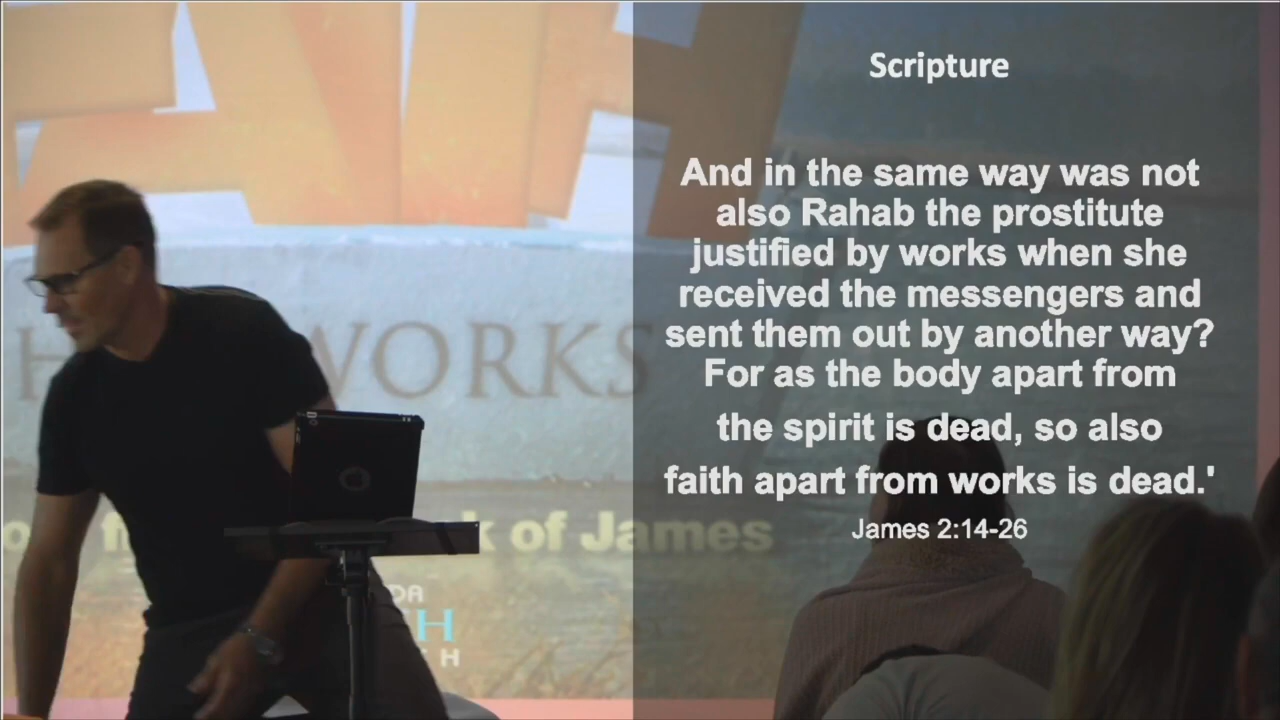 Scripture
And in the same way was not
also Rahab the prostitute
justified by works when she
received the messengers and
sent them out by another way?
For as the body apart from
the spirit is dead, so also
faith apart from works is dead.'
James 2:14-26
WORKS
of James